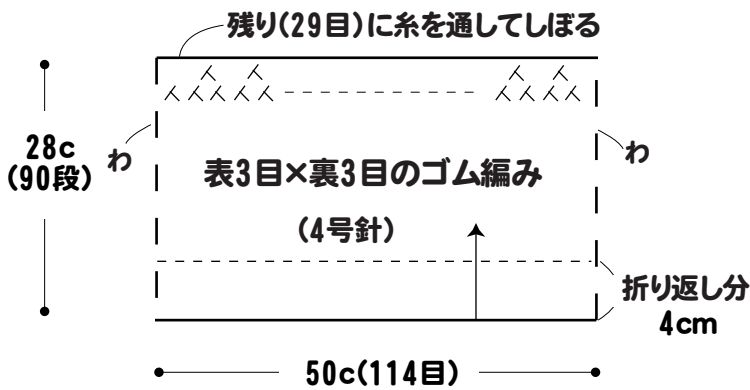 残り(29目)に糸を通してしぼる
28c
(90段)
わ
わ
表3目×裏3目のゴム編み
(4号針)
折り返し分
4cm
50c(114目)